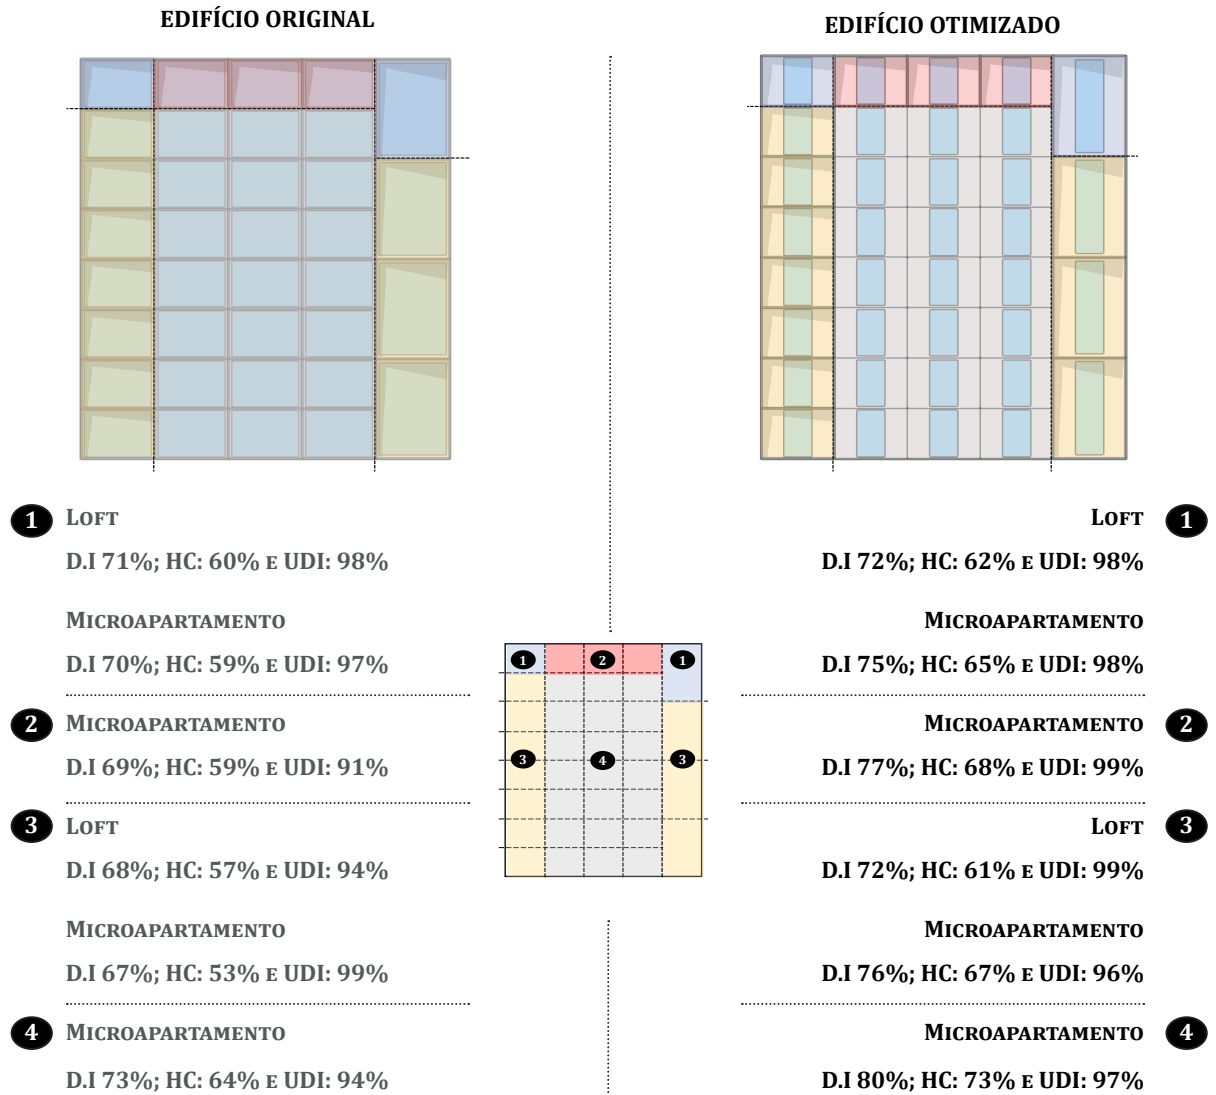 EDIFÍCIO ORIGINAL
1 LOFT
D.I 71%; HC: 60% E UDI: 98%
MICROAPARTAMENTO
D.I 70%; HC: 59% E UDI: 97%
2 MICROAPARTAMENTO
D.I 69%; HC: 59% E UDI: 91%
3 LOFT
D.I 68%; HC: 57% E UDI: 94%
MICROAPARTAMENTO
D.I 67%; HC: 53% E UDI: 99%
4 MICROAPARTAMENTO
D.I 73%; HC: 64% E UDI: 94%
1 2 1
3 4 3
EDIFÍCIO OTIMIZADO
LOFT 1
D.I 72%; HC: 62% E UDI: 98%
MICROAPARTAMENTO
D.I 75%; HC: 65% E UDI: 98%
MICROAPARTAMENTO 2
D.I 77%; HC: 68% E UDI: 99%
LOFT 3
D.I 72%; HC: 61% E UDI: 99%
MICROAPARTAMENTO
D.I 76%; HC: 67% E UDI: 96%
MICROAPARTAMENTO 4
D.I 80%; HC: 73% E UDI: 97%